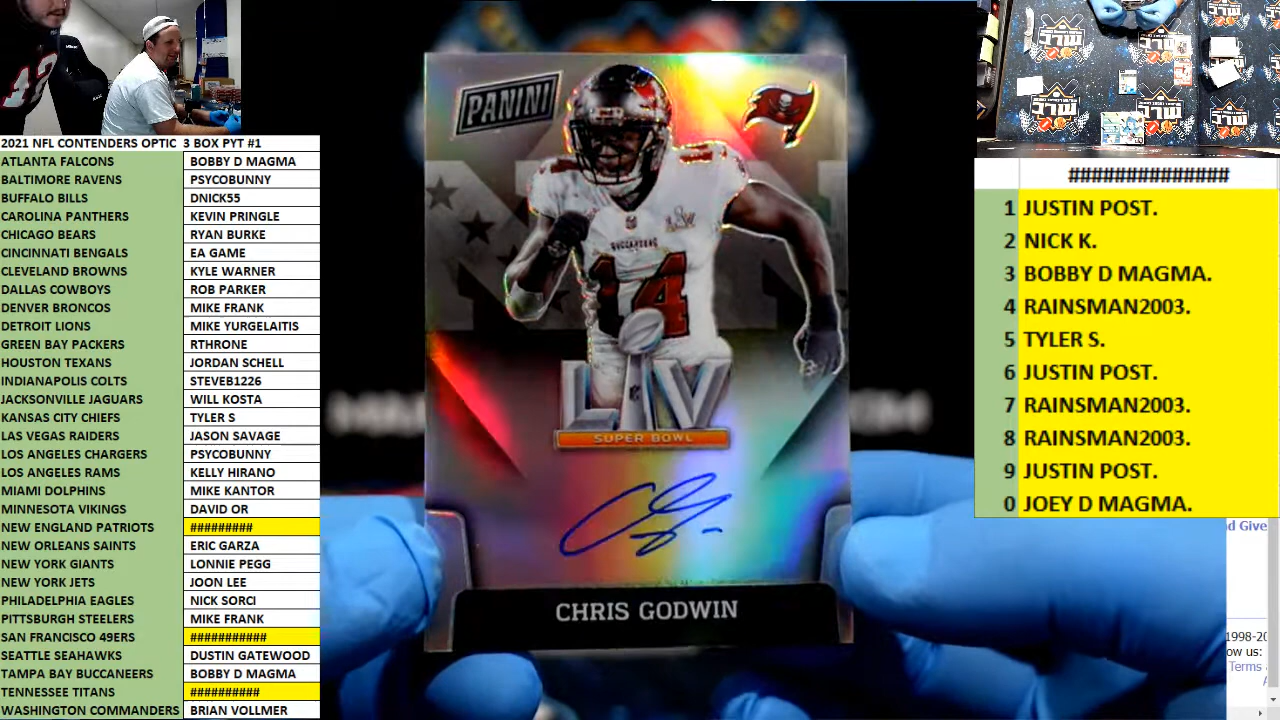 2021 NFL CONTENDERS OPTIC 3 BOX PYT #1
ATLANTA FALCONS BOBBY D MAGMA
BALTIMORE RAVENS PSYCOBUNNY
BUFFALO BILLS DNICK55
CAROLINA PANTHERS KEVIN PRINGLE
CHICAGO BEARS RYAN BURKE
CINCINNATI BENGALS EA GAME
CLEVELAND BROWNS KYLE WARNER
DALLAS COWBOYS ROB PARKER
DENVER BRONCOS MIKE FRANK
DETROIT LIONS MIKE YURGELAITIS
GREEN BAY PACKERS RTHRONE
HOUSTON TEXANS JORDAN SCHELL
INDIANAPOLIS COLTS STEVEB1226
JACKSONVILLE JAGUARS WILL KOSTA
KANSAS CITY CHIEFS TYLER S
LAS VEGAS RAIDERS JASON SAVAGE
LOS ANGELES CHARGERS PSYCOBUNNY
LOS ANGELES RAMS KELLY HIRANO
MIAMI DOLPHINS MIKE KANTOR
MINNESOTA VIKINGS DAVID OR
NEW ENGLAND PATRIOTS #########
NEW ORLEANS SAINTS ERIC GARZA
NEW YORK GIANTS LONNIE PEGG
NEW YORK JETS JOON LEE
PHILADELPHIA EAGLES NICK SORCI
PITTSBURGH STEELERS MIKE FRANK
SAN FRANCISCO 49ERS ###########
SEATTLE SEAHAWKS DUSTIN GATEWOOD
TAMPA BAY BUCCANEERS BOBBY D MAGMA
TENNESSEE TITANS ##########
WASHINGTON COMMANDERS BRIAN VOLLMER
PANINI
BUCCANEERS
14
LV
SUPER BOWL
CHRIS GODWIN
##############
1 JUSTIN POST.
2 NICK K.
3 BOBBY D MAGMA.
4 RAINSMAN2003.
5 TYLER S.
6 JUSTIN POST.
7 RAINSMAN2003.
8 RAINSMAN2003.
9 JUSTIN POST.
0 JOEY D MAGMA.
d Give
1998-20
ow us:
Terms